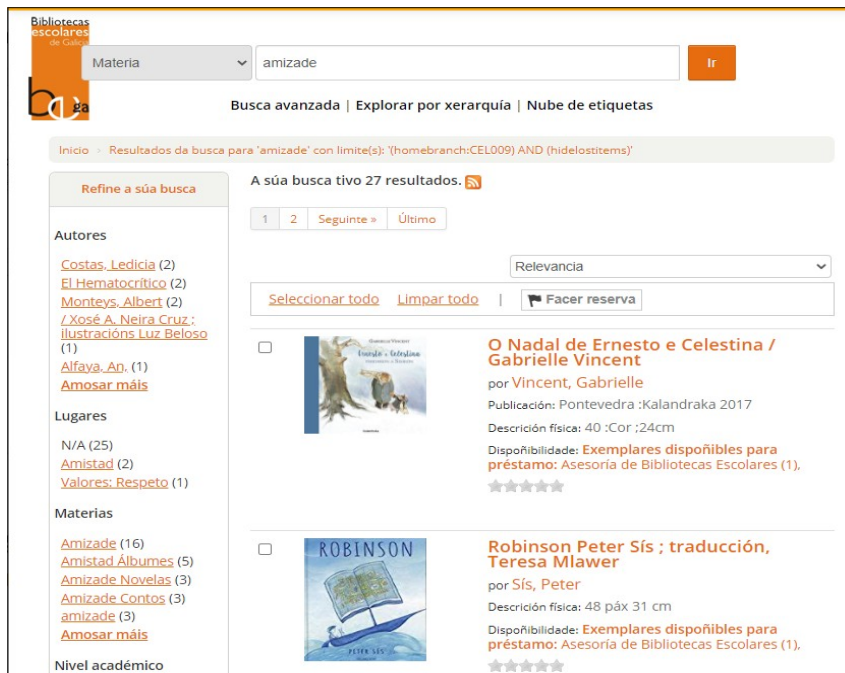 Bibliotecas
escolares
de Galicia
Materia
amizade
Ir
ga
Busca avanzada | Explorar por xerarquía | Nube de etiquetas
Inicio › Resultados da busca para 'amizade' con limite(s): '(homebranch:CEL009) AND (hidelostitems)'
Refine a súa busca
Autores
Costas, Ledicia (2)
El Hematocrítico (2)
Monteys, Albert (2)
/ Xosé A. Neira Cruz ;
ilustracións Luz Beloso
(1)
Alfaya, An, (1)
Amosar máis
Lugares
N/A (25)
Amistad (2)
Valores: Respeto (1)
Materias
Amizade (16)
Amistad Álbumes (5)
Amizade Novelas (3)
Amizade Contos (3)
amizade (3)
Amosar máis
Nivel académico
A súa busca tivo 27 resultados.
1 2 Seguinte » Último
Relevancia
Seleccionar todo Limpar todo | Facer reserva
GABRIELLE VINCENT
Ernesto e Celestina
O Nadal de Ernesto e Celestina /
Gabrielle Vincent
por Vincent, Gabrielle
Publicación: Pontevedra :Kalandraka 2017
Descrición física: 40 :Cor ;24cm
Dispoñibilidade: Exemplares dispoñibles para
préstamo: Asesoría de Bibliotecas Escolares (1),
ROBINSON
PETER SÍS
Robinson Peter Sís ; traducción,
Teresa Mlawer
por Sís, Peter
Descrición física: 48 páx 31 cm
Dispoñibilidade: Exemplares dispoñibles para
préstamo: Asesoría de Bibliotecas Escolares (1),